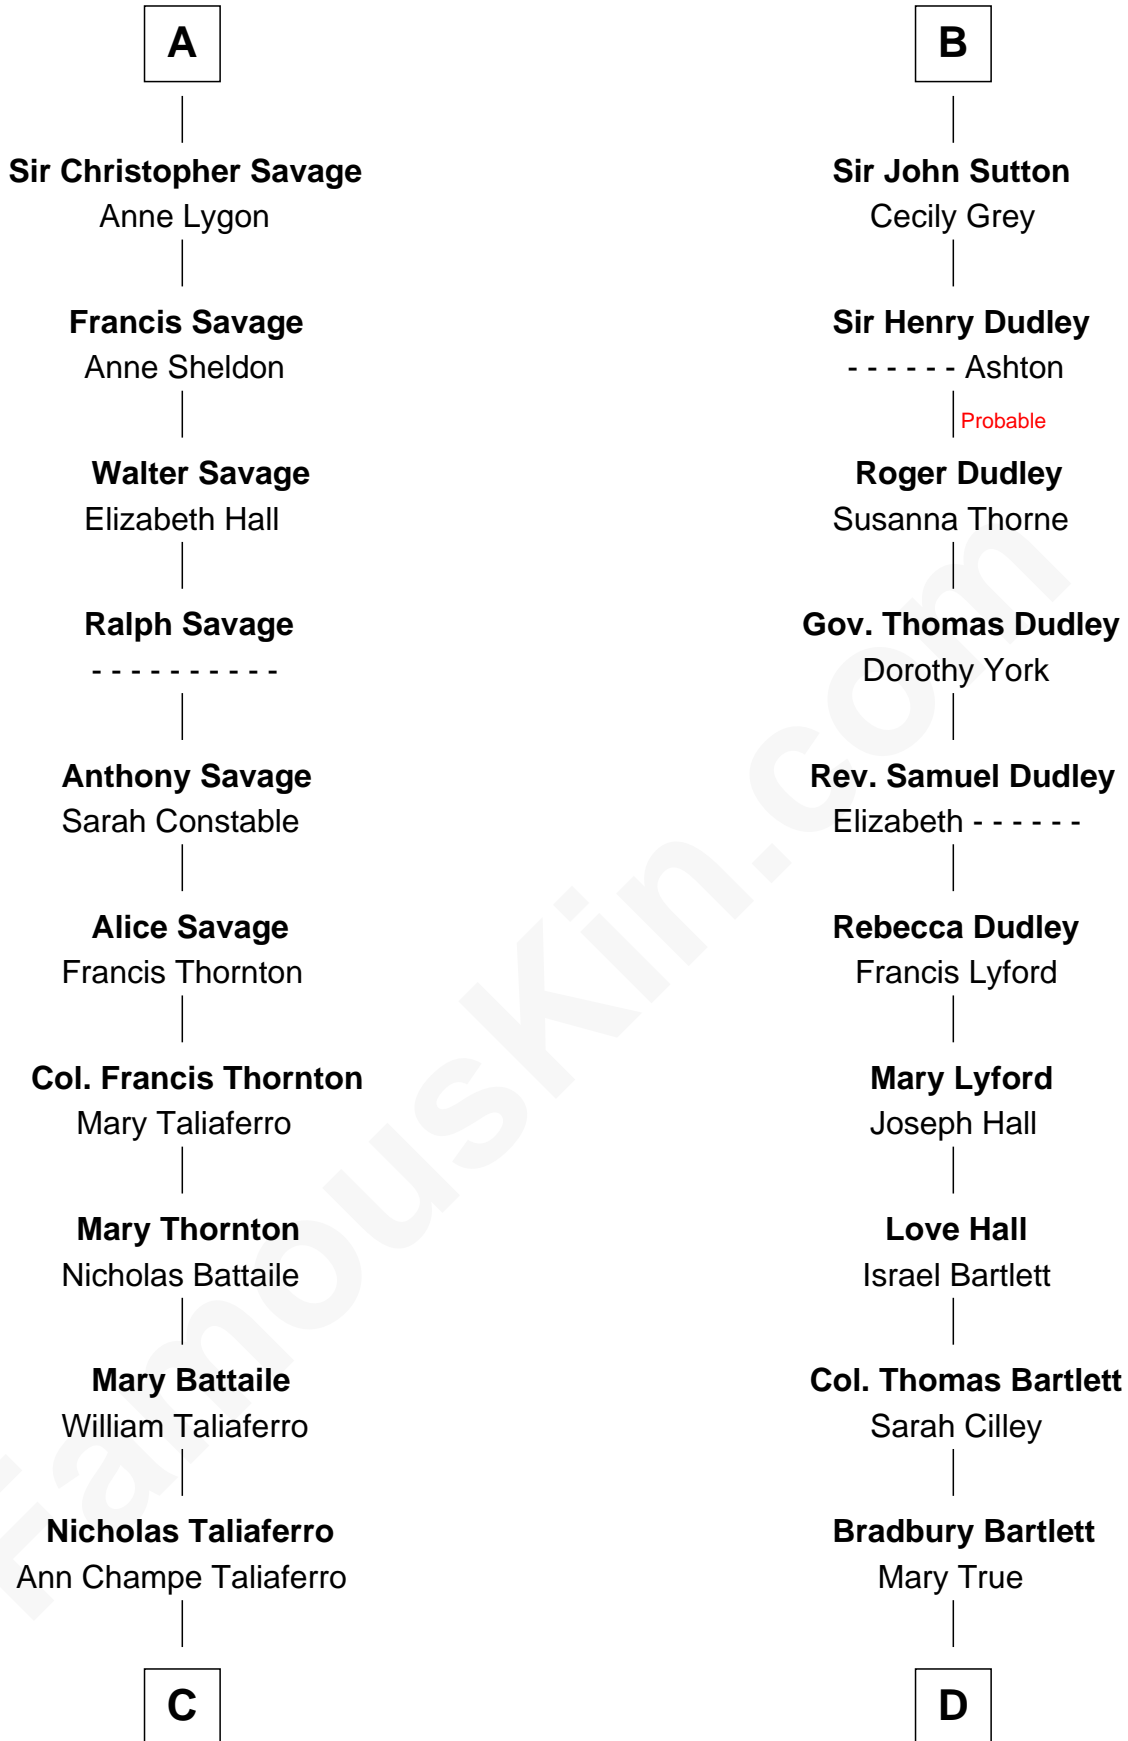 A
Sir Christopher Savage
Anne Lygon
Francis Savage
Anne Sheldon
Walter Savage
Elizabeth Hall
Ralph Savage
- - - - - - - - - -
Anthony Savage
Sarah Constable
Alice Savage
Francis Thornton
Col. Francis Thornton
Mary Taliaferro
Mary Thornton
Nicholas Battaile
Mary Battaile
William Taliaferro
Nicholas Taliaferro
Ann Champe Taliaferro
C
B
Sir John Sutton
Cecily Grey
Sir Henry Dudley
- - - - - - Ashton
Probable
Roger Dudley
Susanna Thorne
Gov. Thomas Dudley
Dorothy York
Rev. Samuel Dudley
Elizabeth - - - - - -
Rebecca Dudley
Francis Lyford
Mary Lyford
Joseph Hall
Love Hall
Israel Bartlett
Col. Thomas Bartlett
Sarah Cilley
Bradbury Bartlett
Mary True
D
FamousKin.com